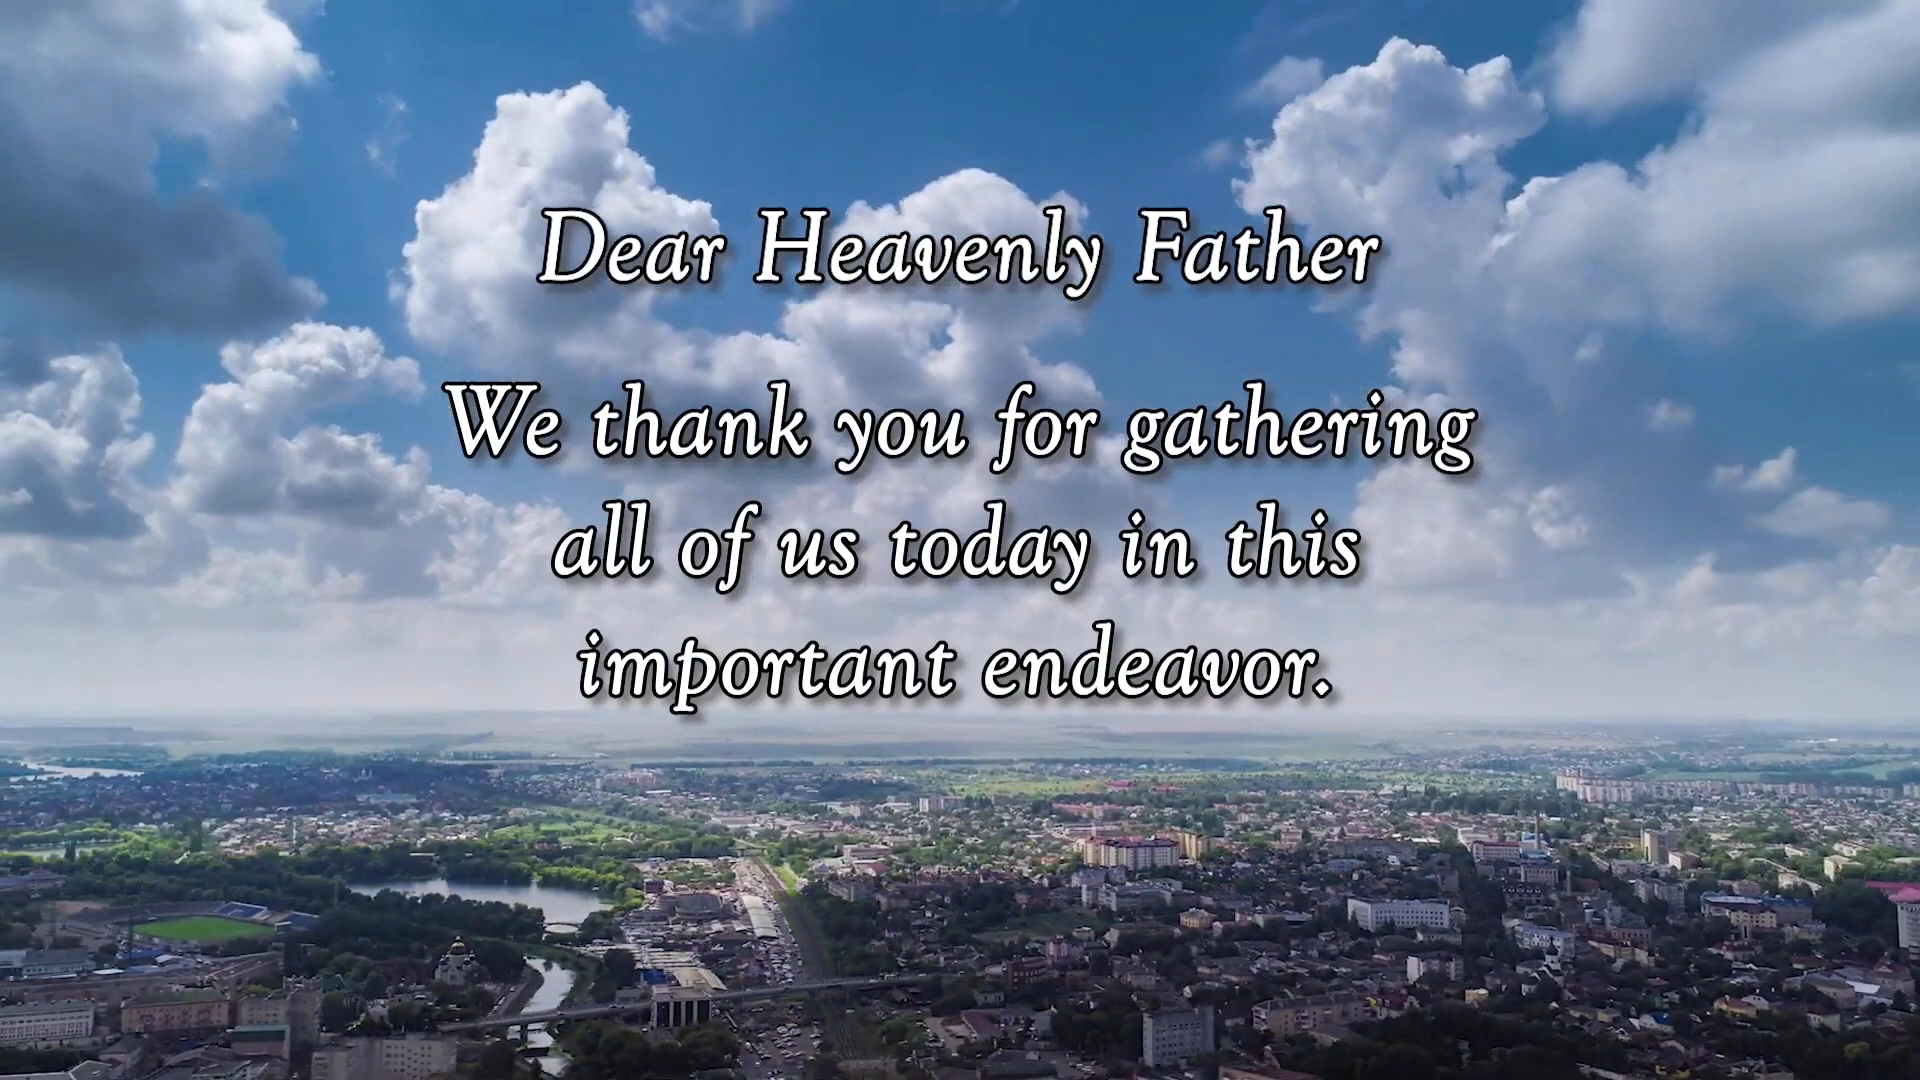 Dear Heavenly Father
We thank you for gathering
all of us today in this
important endeavor.